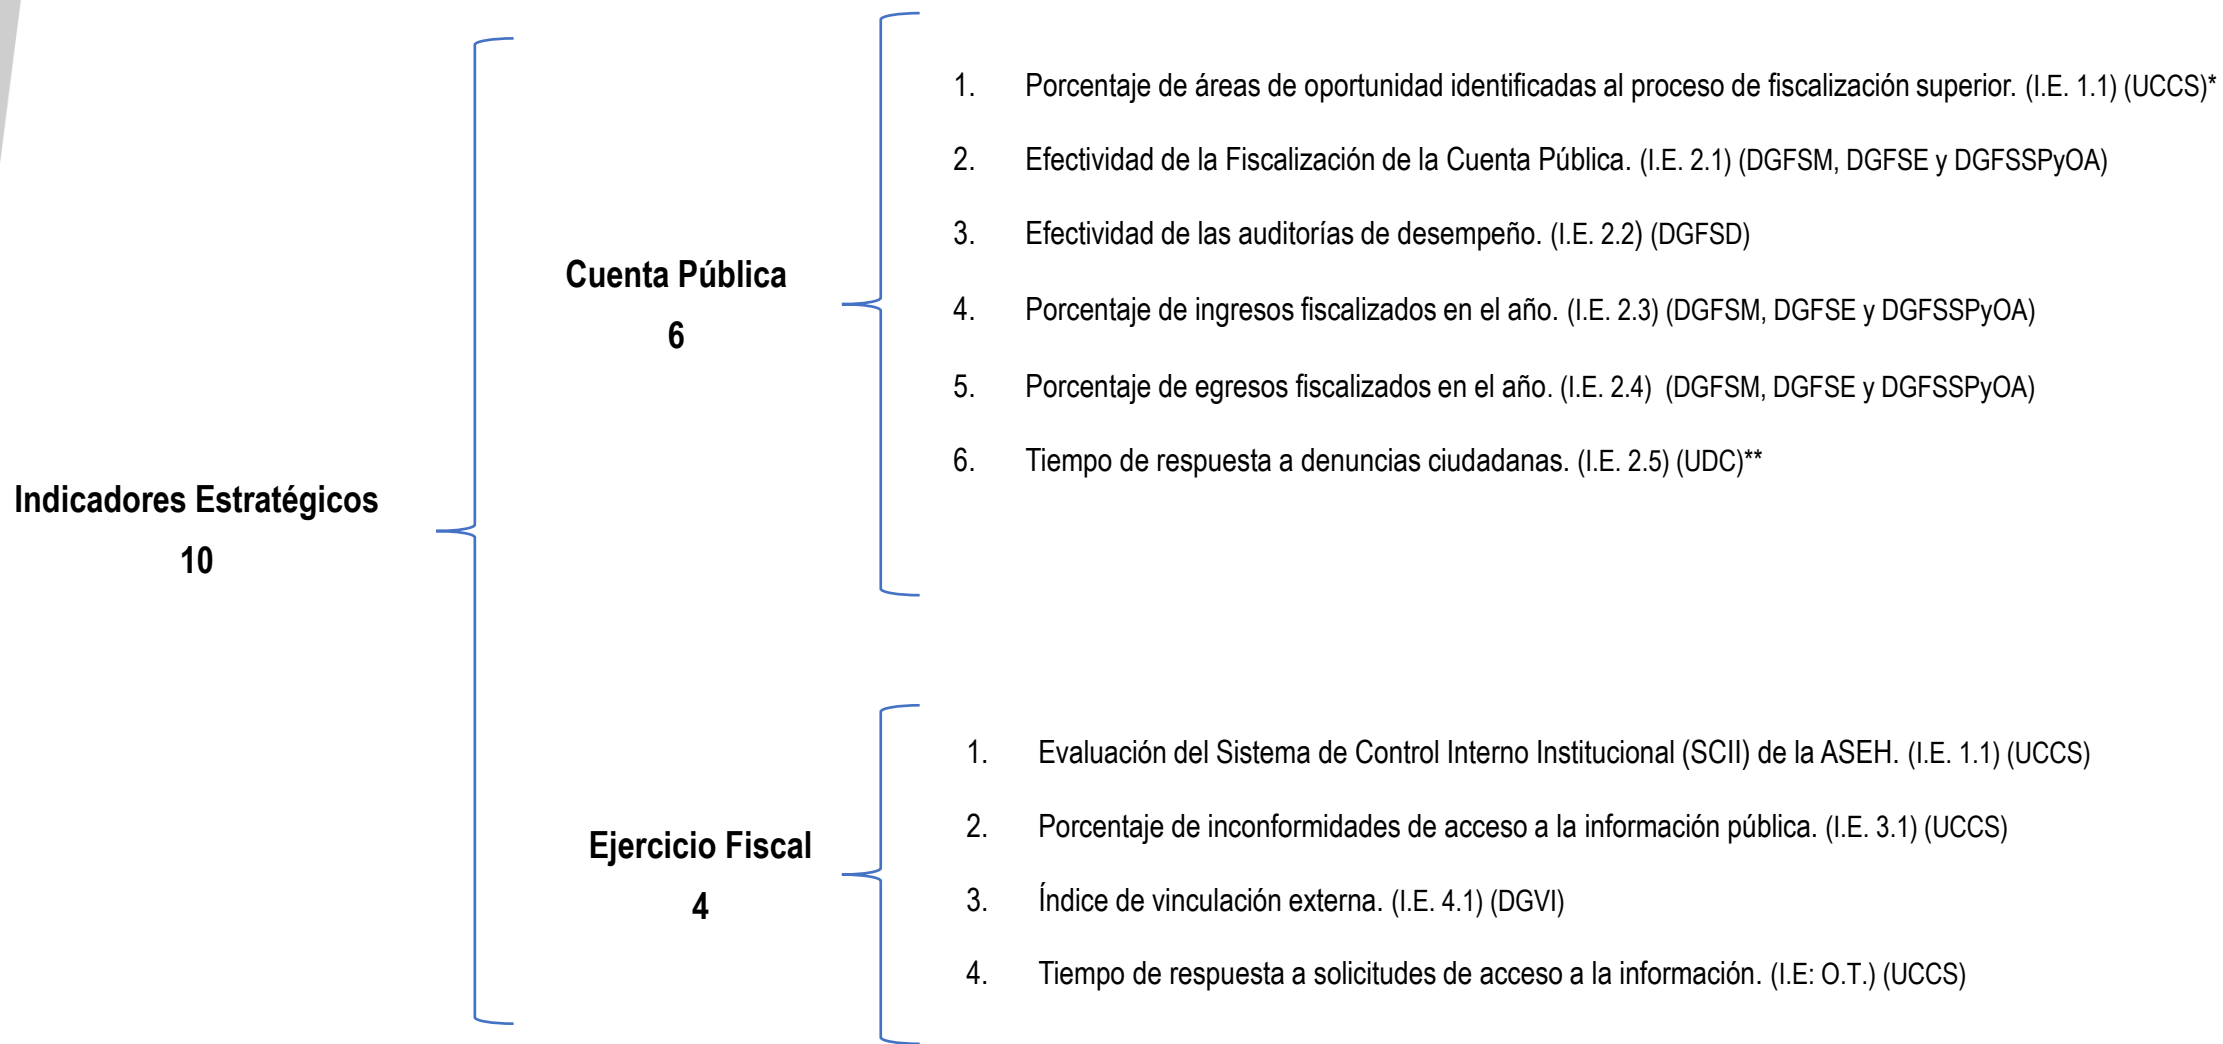 Indicadores Estratégicos
10
Cuenta Pública
6
1. Porcentaje de áreas de oportunidad identificadas al proceso de fiscalización superior. (I.E. 1.1) (UCCS)*
2. Efectividad de la Fiscalización de la Cuenta Pública. (I.E. 2.1) (DGFSM, DGFSE y DGFSSPyOA)
3. Efectividad de las auditorías de desempeño. (I.E. 2.2) (DGFSD)
4. Porcentaje de ingresos fiscalizados en el año. (I.E. 2.3) (DGFSM, DGFSE y DGFSSPyOA)
5. Porcentaje de egresos fiscalizados en el año. (I.E. 2.4) (DGFSM, DGFSE y DGFSSPyOA)
6. Tiempo de respuesta a denuncias ciudadanas. (I.E. 2.5) (UDC)**
Ejercicio Fiscal
4
1. Evaluación del Sistema de Control Interno Institucional (SCII) de la ASEH. (I.E. 1.1) (UCCS)
2. Porcentaje de inconformidades de acceso a la información pública. (I.E. 3.1) (UCCS)
3. Índice de vinculación externa. (I.E. 4.1) (DGVI)
4. Tiempo de respuesta a solicitudes de acceso a la información. (I.E: O.T.) (UCCS)